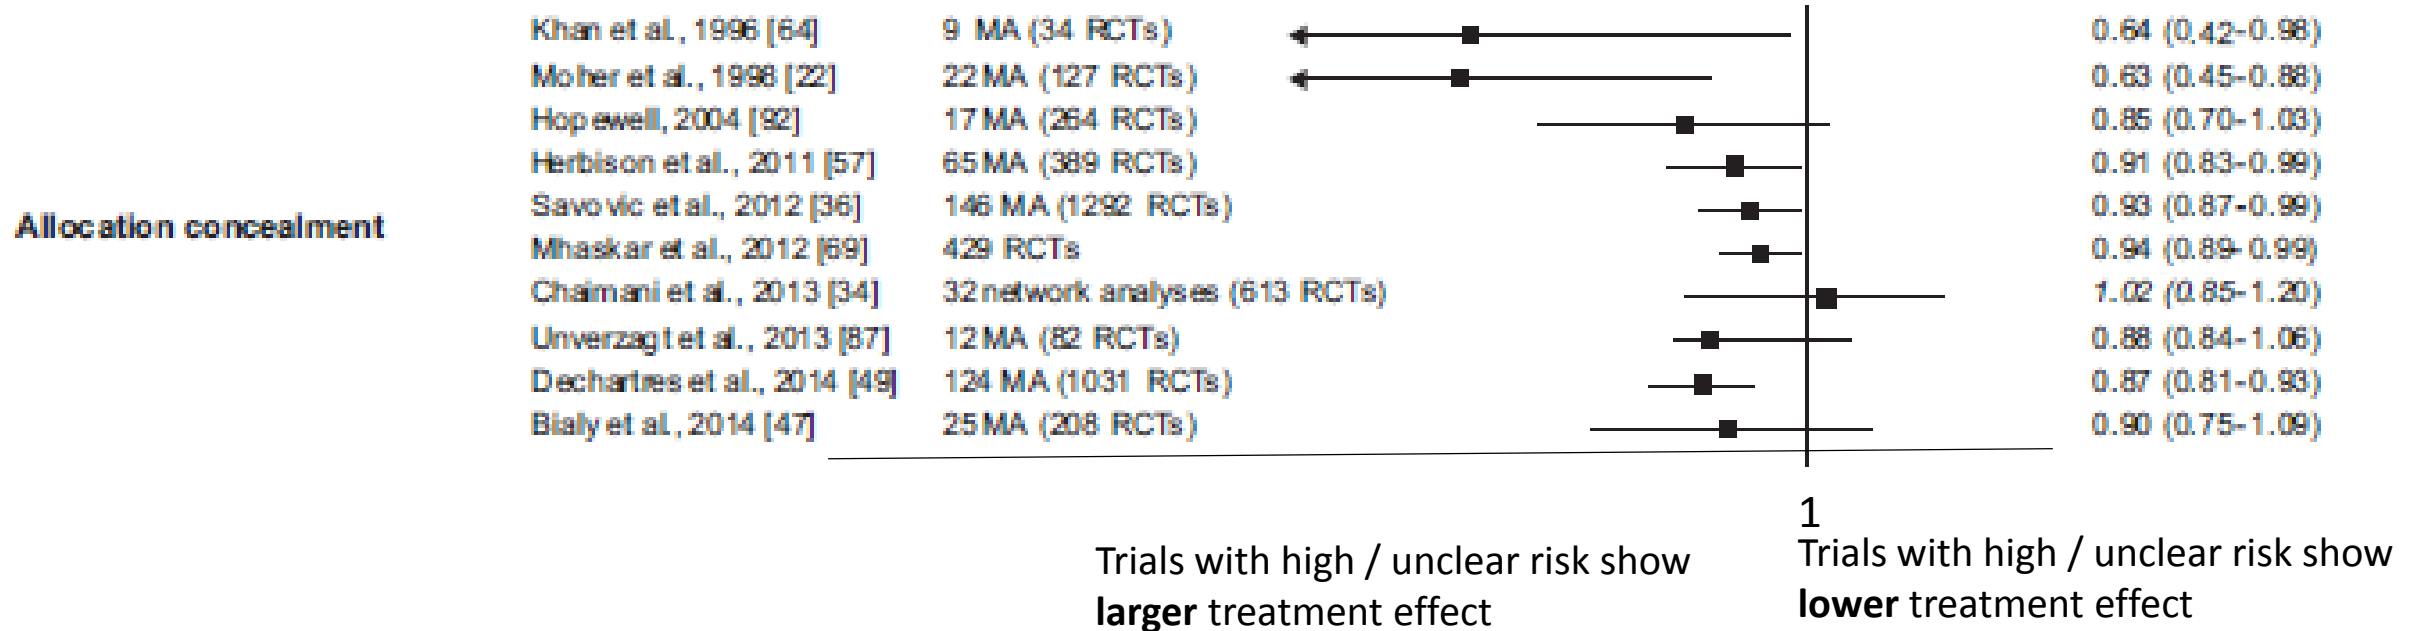 Khan et al., 1996 [64] 9 MA (34 RCTs) 0.64 (0.42-0.98)
Moher et al., 1998 [22] 22 MA (127 RCTs) 0.63 (0.45-0.88)
Hopewell, 2004 [92] 17 MA (264 RCTs) 0.85 (0.70-1.03)
Herbison et al., 2011 [57] 65 MA (389 RCTs) 0.91 (0.83-0.99)
Savovic et al., 2012 [36] 146 MA (1292 RCTs) 0.93 (0.87-0.99)
Allocation concealment
Mhaskar et al., 2012 [69] 429 RCTs 0.94 (0.89-0.99)
Chaimani et al., 2013 [34] 32 network analyses (613 RCTs) 1.02 (0.85-1.20)
Unverzagt et al., 2013 [87] 12 MA (82 RCTs) 0.88 (0.84-1.06)
Dechartres et al., 2014 [49] 124 MA (1031 RCTs) 0.87 (0.81-0.93)
Bialy et al., 2014 [47] 25 MA (208 RCTs) 0.90 (0.75-1.09)
1
Trials with high / unclear risk show
larger treatment effect
Trials with high / unclear risk show
lower treatment effect